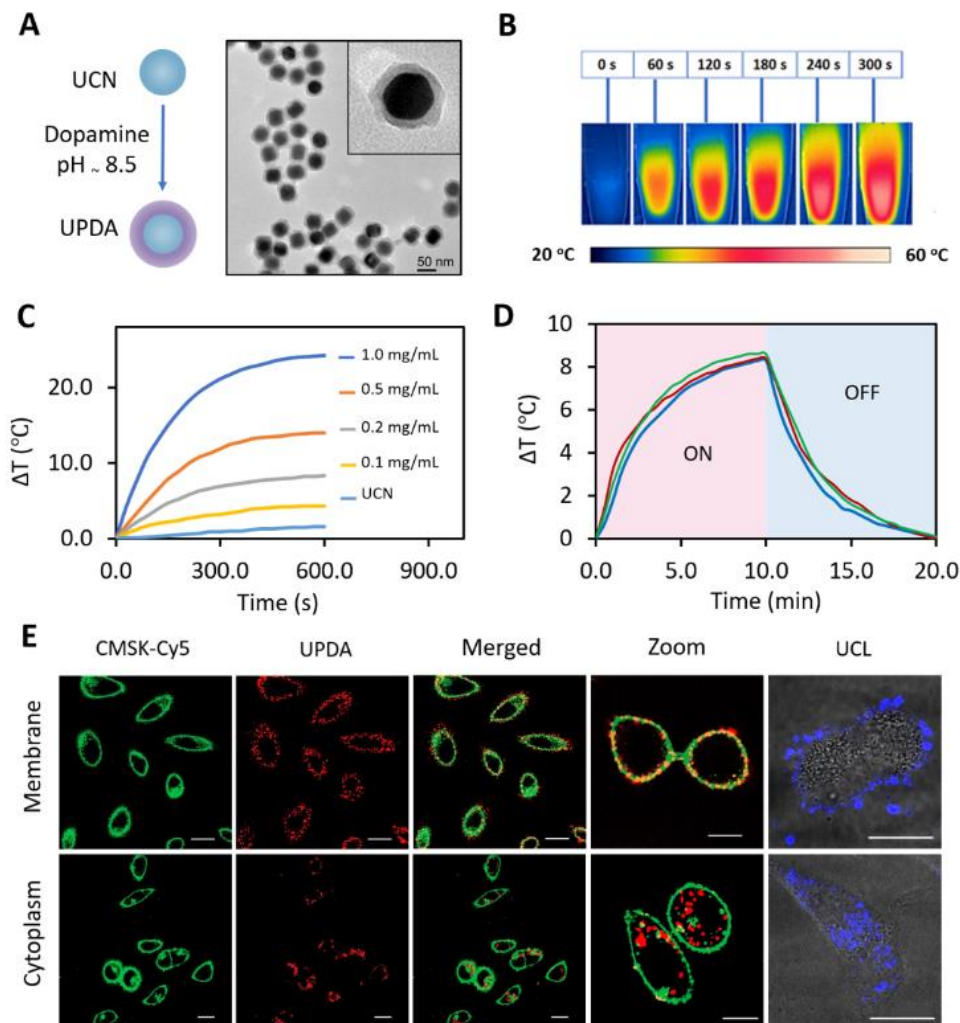 A
UCN
Dopamine
pH ~ 8.5
UPDA
50 nm
B
0 s 60 s 120 s 180 s 240 s 300 s
20 °C 60 °C
C
ΔT (°C)
20.0
10.0
0.0
0.0 300.0 600.0 900.0
Time (s)
1.0 mg/mL
0.5 mg/mL
0.2 mg/mL
0.1 mg/mL
UCN
D
ΔT (°C)
10
8
6
4
2
0
0.0 5.0 10.0 15.0 20.0
Time (min)
ON
OFF
E
CMSK-Cy5 UPDA Merged Zoom UCL
Membrane
Cytoplasm